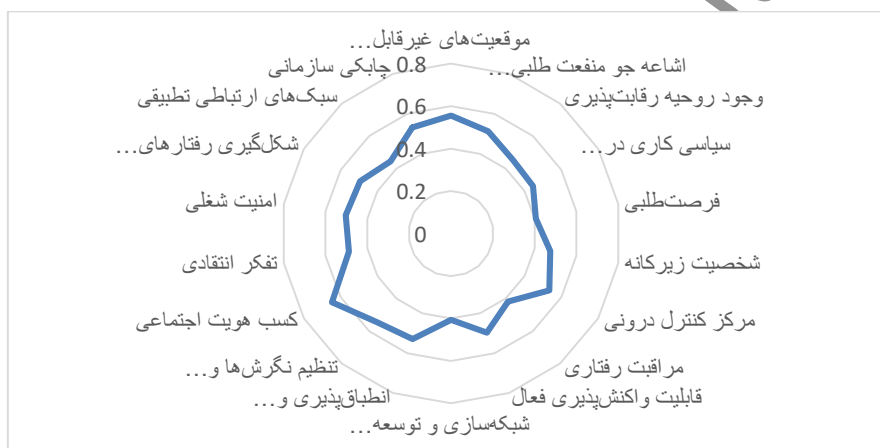 موقعیت‌های غیرقابل...
اشاعه جو منفعت طلبی...
وجود روحیه رقابت‌پذیری
سیاسی کاری در...
فرصت‌طلبی
شخصیت زیرکانه
مرکز کنترل درونی
مراقبت رفتاری
قابلیت واکنش‌پذیری فعال
شبکه‌سازی و توسعه...
انطباق‌پذیری و...
تنظیم نگرش‌ها و...
کسب هویت اجتماعی
تفکر انتقادی
امنیت شغلی
شکل‌گیری رفتارهای...
سبک‌های ارتباطی تطبیقی
چابکی سازمانی
0.8
0.6
0.4
0.2
0